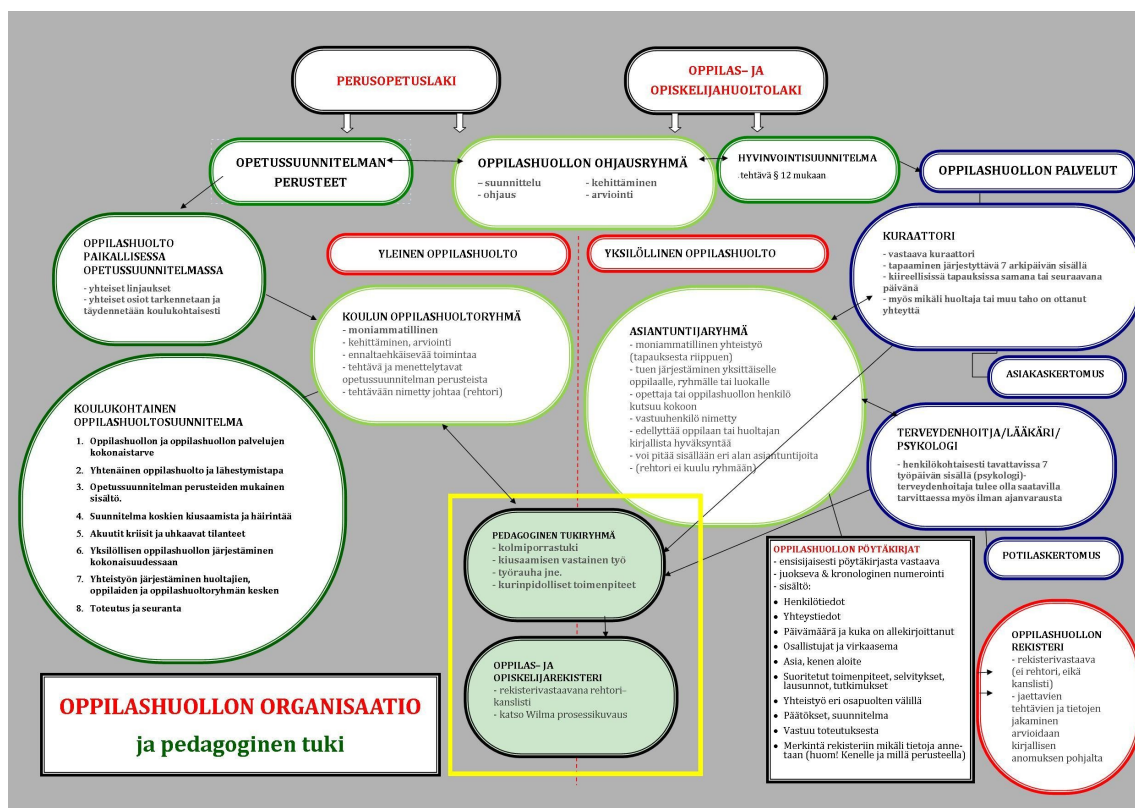 PERUSOPETUSLAKI
OPPILAS– JA
OPISKELIJAHUOLTOLAKI
OPETUSSUUNNITELMAN
PERUSTEET
OPPILASHUOLLON OHJAUSRYHMÄ
– suunnittelu - kehittäminen
- ohjaus - arviointi
HYVINVOINTISUUNNITELMA
tehtävä § 12 mukaan
OPPILASHUOLLON PALVELUT
OPPILASHUOLTO
PAIKALLISESSA
OPETUSSUUNNITELMASSA
- yhteiset linjaukset
- yhteiset osiot tarkennetaan ja
täydennetään koulukohtaisesti
YLEINEN OPPILASHUOLTO
YKSILÖLLINEN OPPILASHUOLTO
KURAATTORI
- vastaava kuraattori
- tapaaminen järjestyttävä 7 arkipäivän sisällä
- kiireellisissä tapauksissa samana tai seuraavana
päivänä
- myös mikäli huoltaja tai muu taho on ottanut
yhteyttä
KOULUN OPPILASHUOLTORYHMÄ
- moniammatillinen
- kehittäminen, arviointi
- ennaltaehkäisevää toimintaa
- tehtävä ja menettelytavat
opetussuunnitelman perusteista
- tehtävään nimetty johtaa (rehtori)
ASIANTUNTIJARYHMÄ
- moniammatillinen yhteistyö
(tapauksesta riippuen)
- tuen järjestäminen yksittäiselle
oppilaalle, ryhmälle tai luokalle
- opettaja tai oppilashuollon henkilö
kutsuu kokoon
- vastuuhenkilö nimetty
- edellyttää oppilaan tai huoltajan
kirjallista hyväksyntää
- voi pitää sisällään eri alan asiantuntijoita
- (rehtori ei kuulu ryhmään)
ASIAKASKERTOMUS
KOULUKOHTAINEN
OPPILASHUOLTOSUUNNITELMA
1. Oppilashuollon ja oppilashuollon palvelujen
kokonaistarve
2. Yhtenäinen oppilashuolto ja lähestymistapa
3. Opetussuunnitelman perusteiden mukainen
sisältö.
4. Suunnitelma koskien kiusaamista ja häirintää
5. Akuutit kriisit ja uhkaavat tilanteet
6. Yksilöllisen oppilashuollon järjestäminen
kokonaisuudessaan
7. Yhteistyön järjestäminen huoltajien,
oppilaiden ja oppilashuoltoryhmän kesken
8. Toteutus ja seuranta
TERVEYDENHOITJA/LÄÄKÄRI/
PSYKOLOGI
- henkilökohtaisesti tavattavissa 7
työpäivän sisällä (psykologi)-
terveydenhoitaja tulee olla saatavilla
tarvittaessa myös ilman ajanvarausta
POTILASKERTOMUS
PEDAGOGINEN TUKIRYHMÄ
- kolmiporrastuki
- kiusaamisen vastainen työ
- työrauha jne.
- kurinpidolliset toimenpiteet
OPPILAS– JA
OPISKELIJAREKISTERI
- rekisterivastaavana rehtori–
kanslisti
- katso Wilma prosessikuvaus
OPPILASHUOLLON PÖYTÄKIRJAT
- ensisijaisesti pöytäkirjasta vastaava
- juokseva & kronologinen numerointi
- sisältö:
• Henkilötiedot
• Yhteystiedot
• Päivämäärä ja kuka on allekirjoittanut
• Osallistujat ja virkaasema
• Asia, kenen aloite
• Suoritetut toimenpiteet, selvitykset,
lausunnot, tutkimukset
• Yhteistyö eri osapuolten välillä
• Päätökset, suunnitelma
• Vastuu toteutuksesta
• Merkintä rekisteriin mikäli tietoja anne-
taan (huom! Kenelle ja millä perusteella)
OPPILASHUOLLON
REKISTERI
- rekisterivastaava
(ei rehtori, eikä
kanslisti)
- jaettavien
tehtävien ja tietojen
jakaminen
arvioidaan
kirjallisen
anomuksen pohjalta
OPPILASHUOLLON ORGANISAATIO
ja pedagoginen tuki